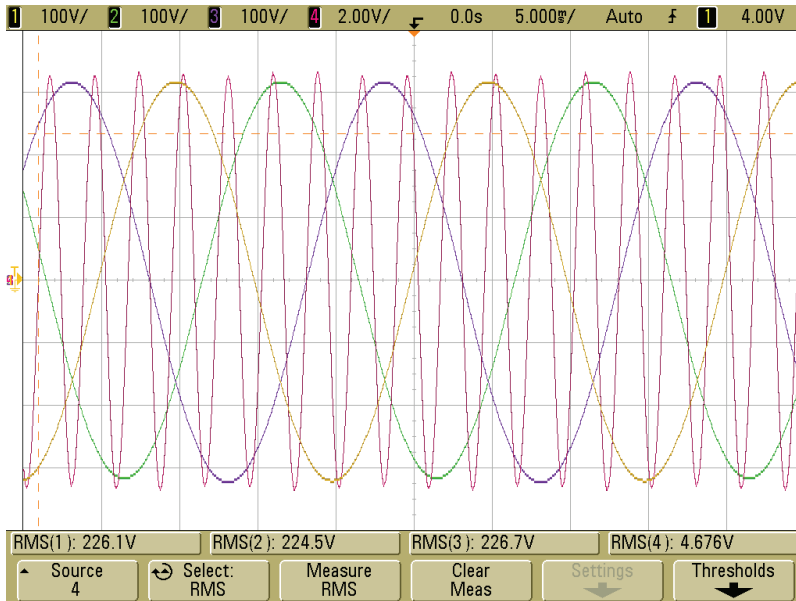 1 100V/ 2 100V/ 3 100V/ 4 2.00V/ 0.0s 5.000㎳/ Auto 1 4.00V
RMS(1): 226.1V RMS(2): 224.5V RMS(3): 226.7V RMS(4): 4.676V
Source Select: Measure Clear Settings Thresholds
4 RMS RMS Meas